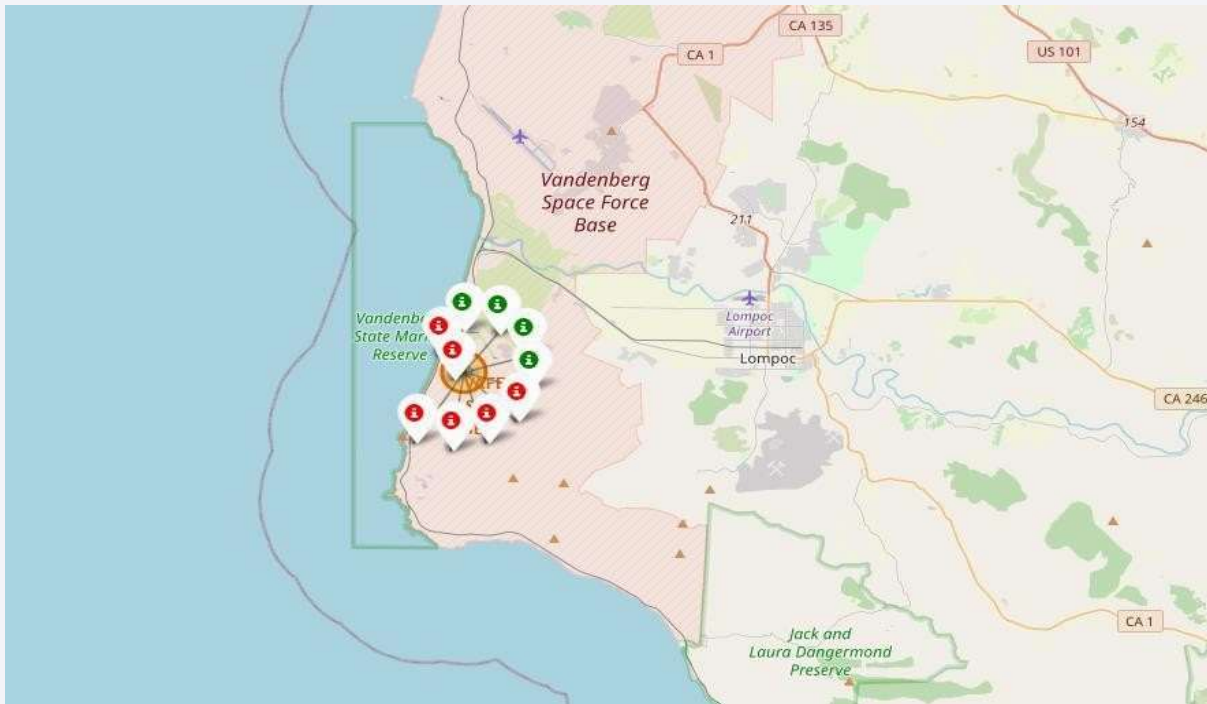 CA 135
CA 1
US 101
154
Vandenberg
Space Force
Base
211
Lompoc
Airport
Lompoc
State
Reserve
CA 246
CA 1
Jack and
Laura Dangermond
Preserve